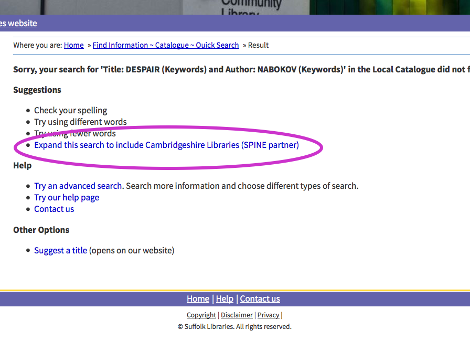 Community
Library
es website
Where you are: Home » Find Information ~ Catalogue ~ Quick Search » Result
Sorry, your search for 'Title: DESPAIR (Keywords) and Author: NABOKOV (Keywords)' in the Local Catalogue did not f
Suggestions
• Check your spelling
• Try using different words
• Try using fewer words
• Expand this search to include Cambridgeshire Libraries (SPINE partner)
Help
• Try an advanced search. Search more information and choose different types of search.
• Try our help page
• Contact us
Other Options
• Suggest a title (opens on our website)
Home | Help | Contact us
Copyright | Disclaimer | Privacy |
© Suffolk Libraries. All rights reserved.